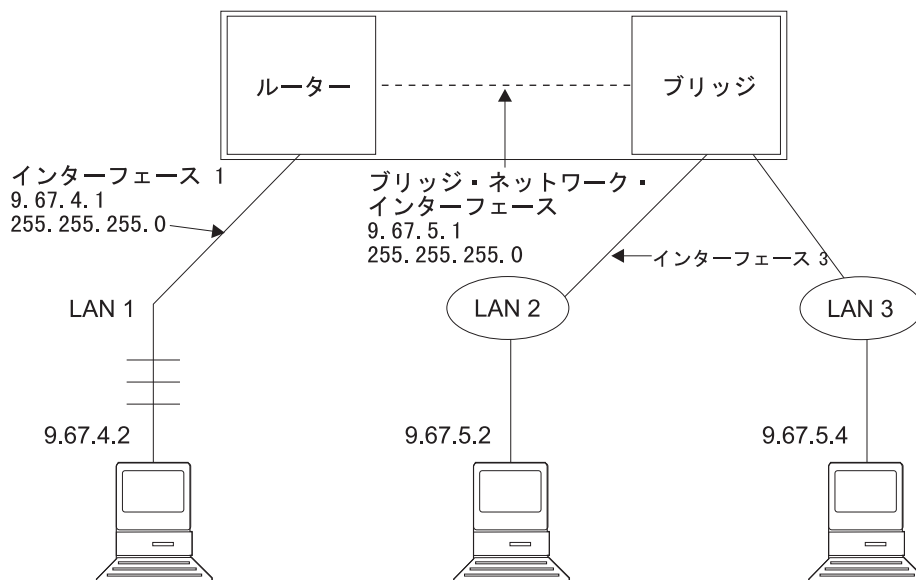 ルーター
ブリッジ
インターフェース 1
9.67.4.1
255.255.255.0
ブリッジ・ネットワーク・
インターフェース
9.67.5.1
255.255.255.0
インターフェース 3
LAN 1
LAN 2
LAN 3
9.67.4.2
9.67.5.2
9.67.5.4